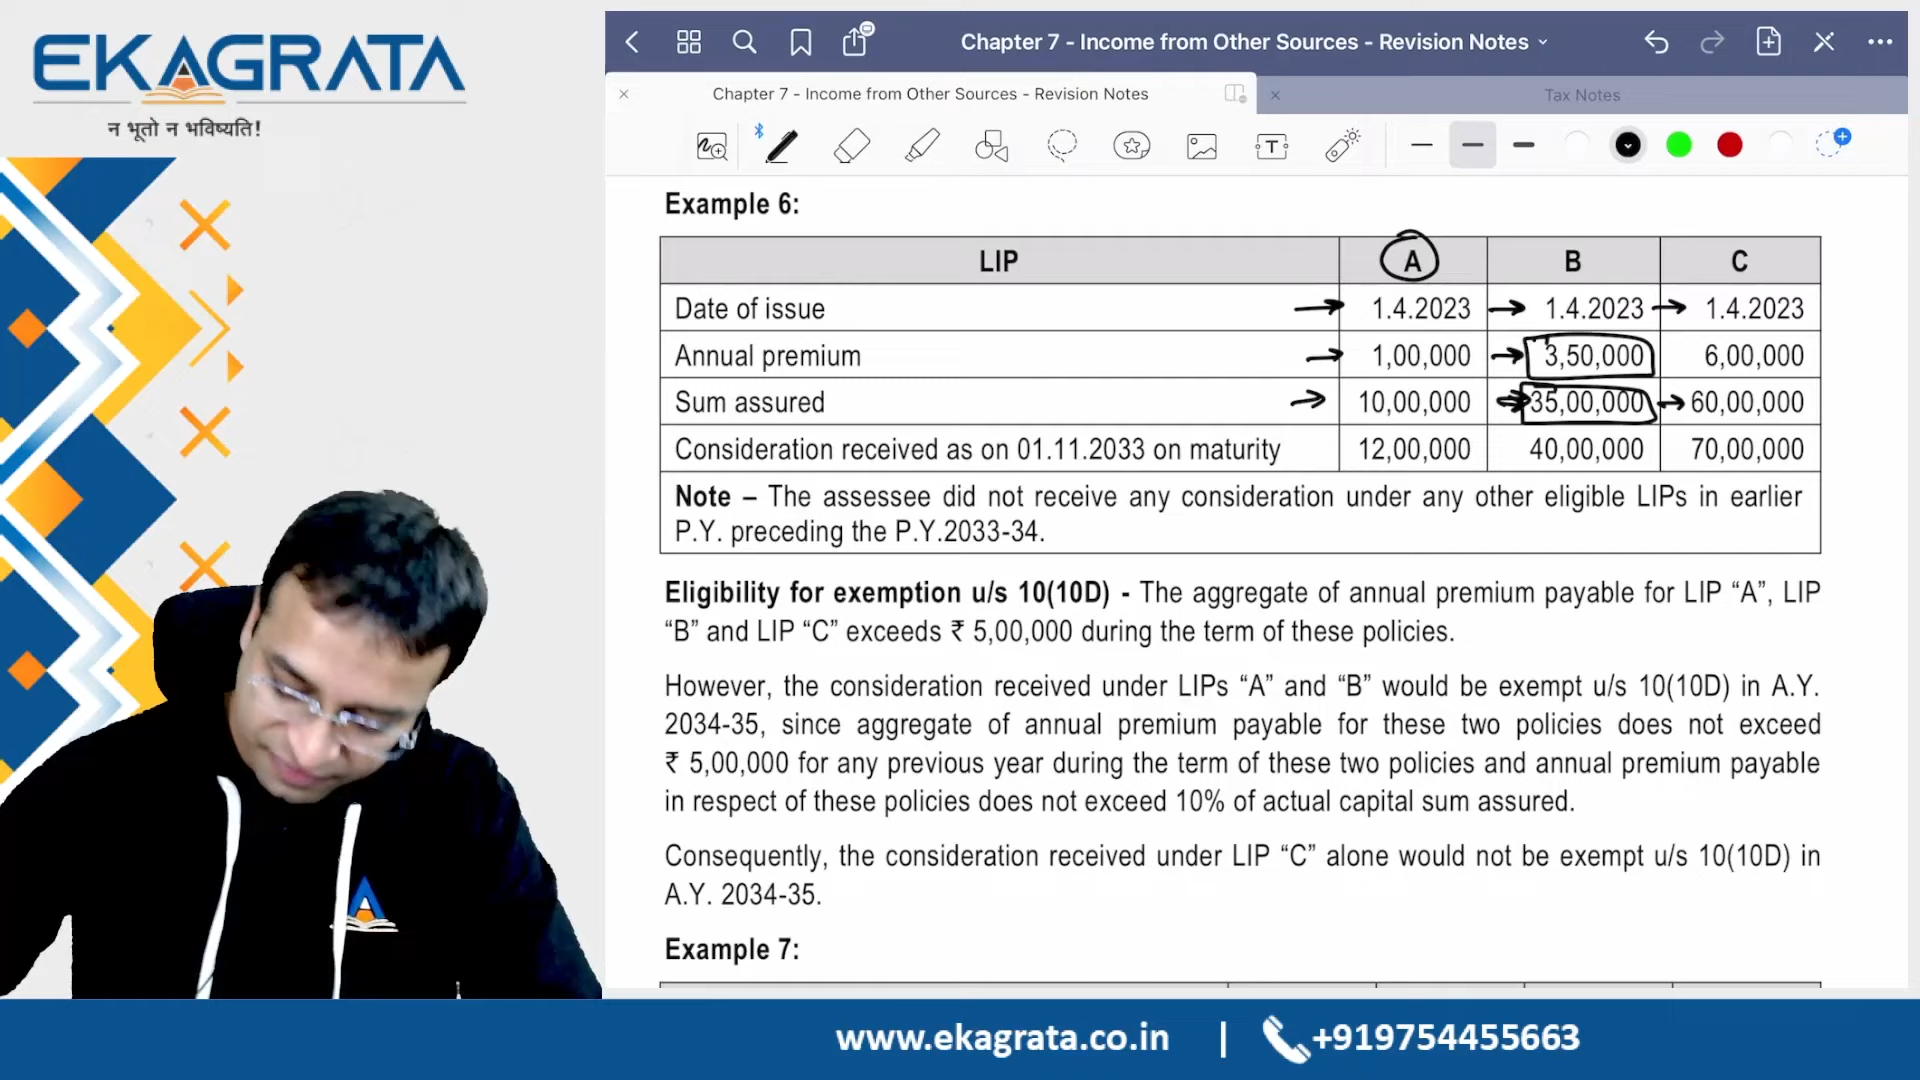 EKAGRATA
न भूतो न भविष्यति!
Chapter 7 - Income from Other Sources - Revision Notes
Chapter 7 - Income from Other Sources - Revision Notes
Tax Notes
Example 6:
LIP A B C
Date of issue 1.4.2023 1.4.2023 1.4.2023
Annual premium 1,00,000 3,50,000 6,00,000
Sum assured 10,00,000 35,00,000 60,00,000
Consideration received as on 01.11.2033 on maturity 12,00,000 40,00,000 70,00,000
Note – The assessee did not receive any consideration under any other eligible LIPs in earlier
P.Y. preceding the P.Y.2033-34.
Eligibility for exemption u/s 10(10D) - The aggregate of annual premium payable for LIP “A”, LIP
“B” and LIP “C” exceeds ₹ 5,00,000 during the term of these policies.
However, the consideration received under LIPs “A” and “B” would be exempt u/s 10(10D) in A.Y.
2034-35, since aggregate of annual premium payable for these two policies does not exceed
₹ 5,00,000 for any previous year during the term of these two policies and annual premium payable
in respect of these policies does not exceed 10% of actual capital sum assured.
Consequently, the consideration received under LIP “C” alone would not be exempt u/s 10(10D) in
A.Y. 2034-35.
Example 7:
www.ekagrata.co.in | +919754455663